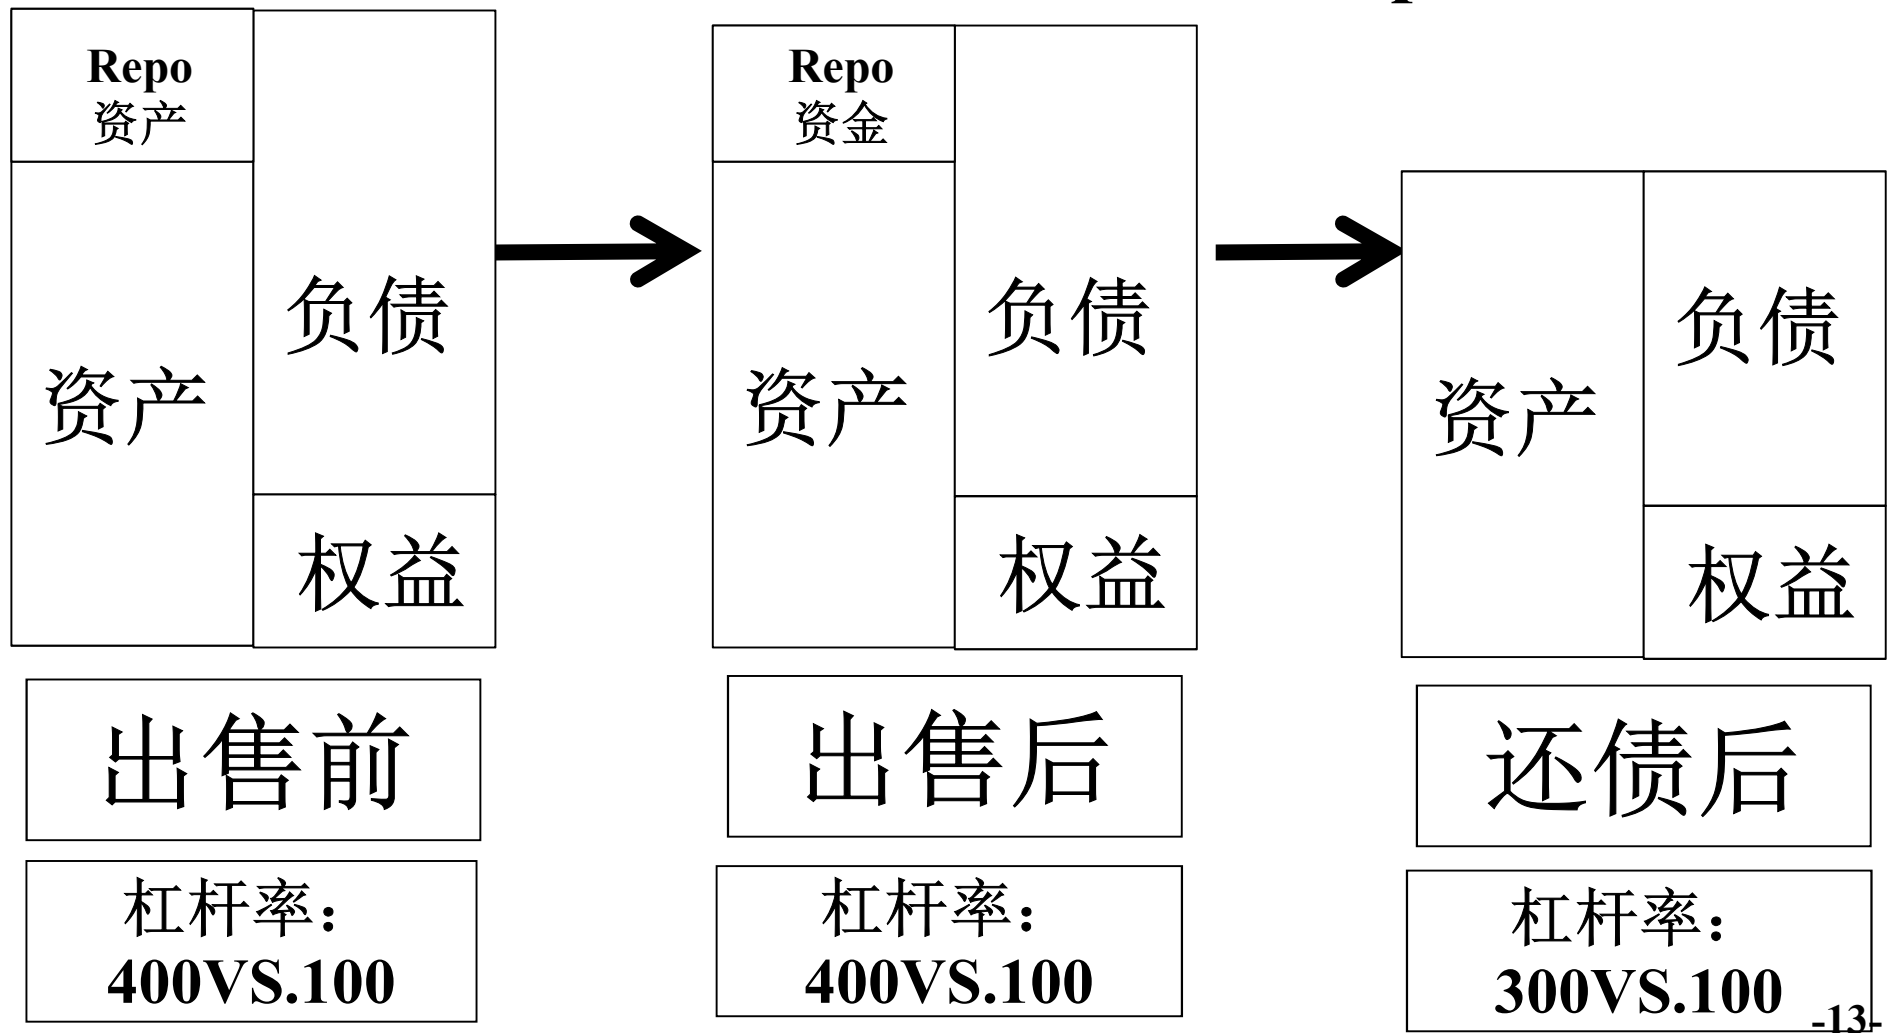 Repo
资产
负债
资产
权益
出售前
杠杆率：
400VS.100
Repo
资金
负债
资产
权益
出售后
杠杆率：
400VS.100
负债
资产
权益
还债后
杠杆率：
300VS.100
-13-